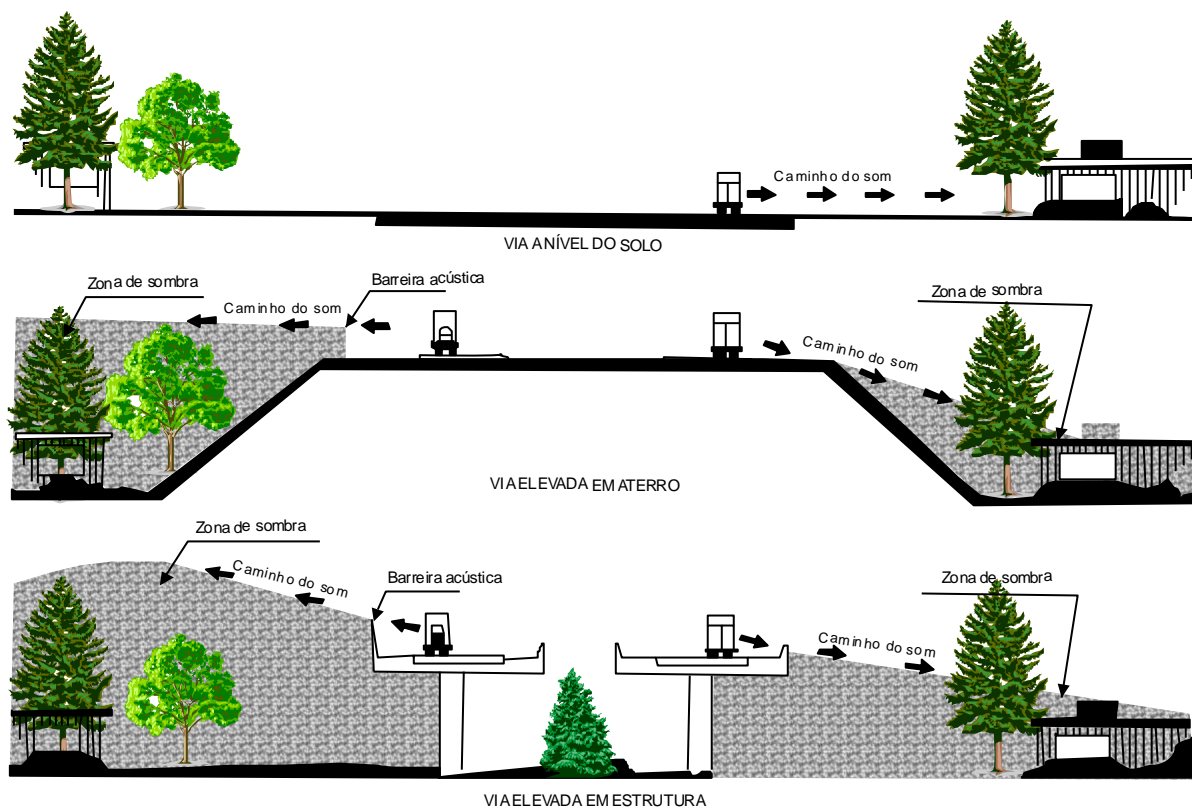 Caminho do som
VIA A NÍVEL DO SOLO
Zona de sombra
Barreira acústica
Caminho do som
Zona de sombra
Caminho do som
VIA ELEVADA EM ATERRO
Zona de sombra
Caminho do som
Barreira acústica
Zona de sombra
Caminho do som
VIA ELEVADA EM ESTRUTURA